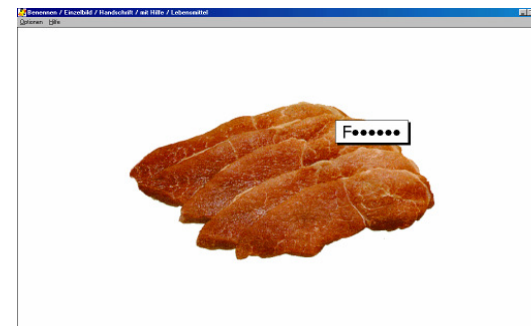 Benennen / Einzelbild / Handschrift / mit Hilfe / Lebensmittel
Optionen Hilfe
F●●●●●●